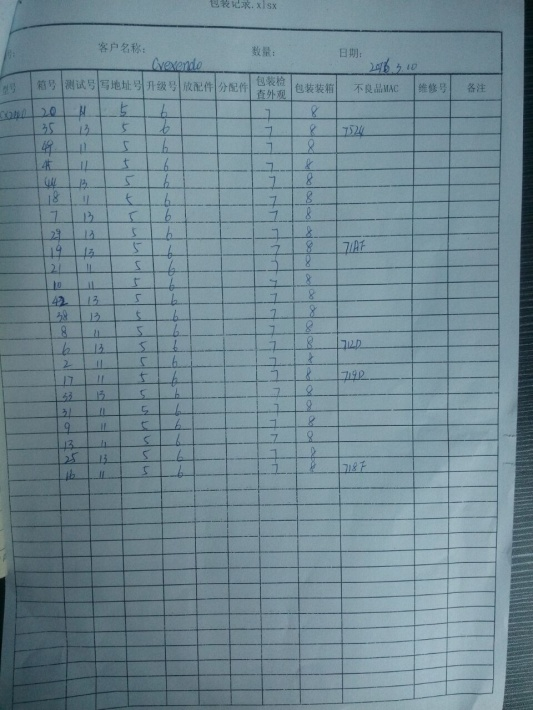 包装记录.xlsx
客户名称: Cvexendo 数量: 日期: 2016.3.10
型号 箱号 测试号 写地址号 升级号 放配件 分配件 包装检查外观 包装装箱 不良品MAC 维修号 备注
20 11 5 6 7 8
35 13 5 6 7 8 7524
49 11 5 6 7 8
11 5 6 7 8
44 13 5 6 7 8
18 11 5 6 7 8
7 13 5 6 7 8
29 13 5 6 7 8
19 13 5 6 7 8 71AF
21 11 5 6 7 8
10 11 5 6 7 8
42 13 5 6 7 8
38 13 5 6 7 8
8 11 5 6 7 8
6 13 5 6 7 8 712D
2 11 5 6 7 8
17 11 5 6 7 8 719D
33 13 5 6 7 8
31 11 5 6 7 8
9 11 5 6 7 8
13 11 5 6 7 8
25 13 5 6 7 8
16 11 5 6 7 8 718F